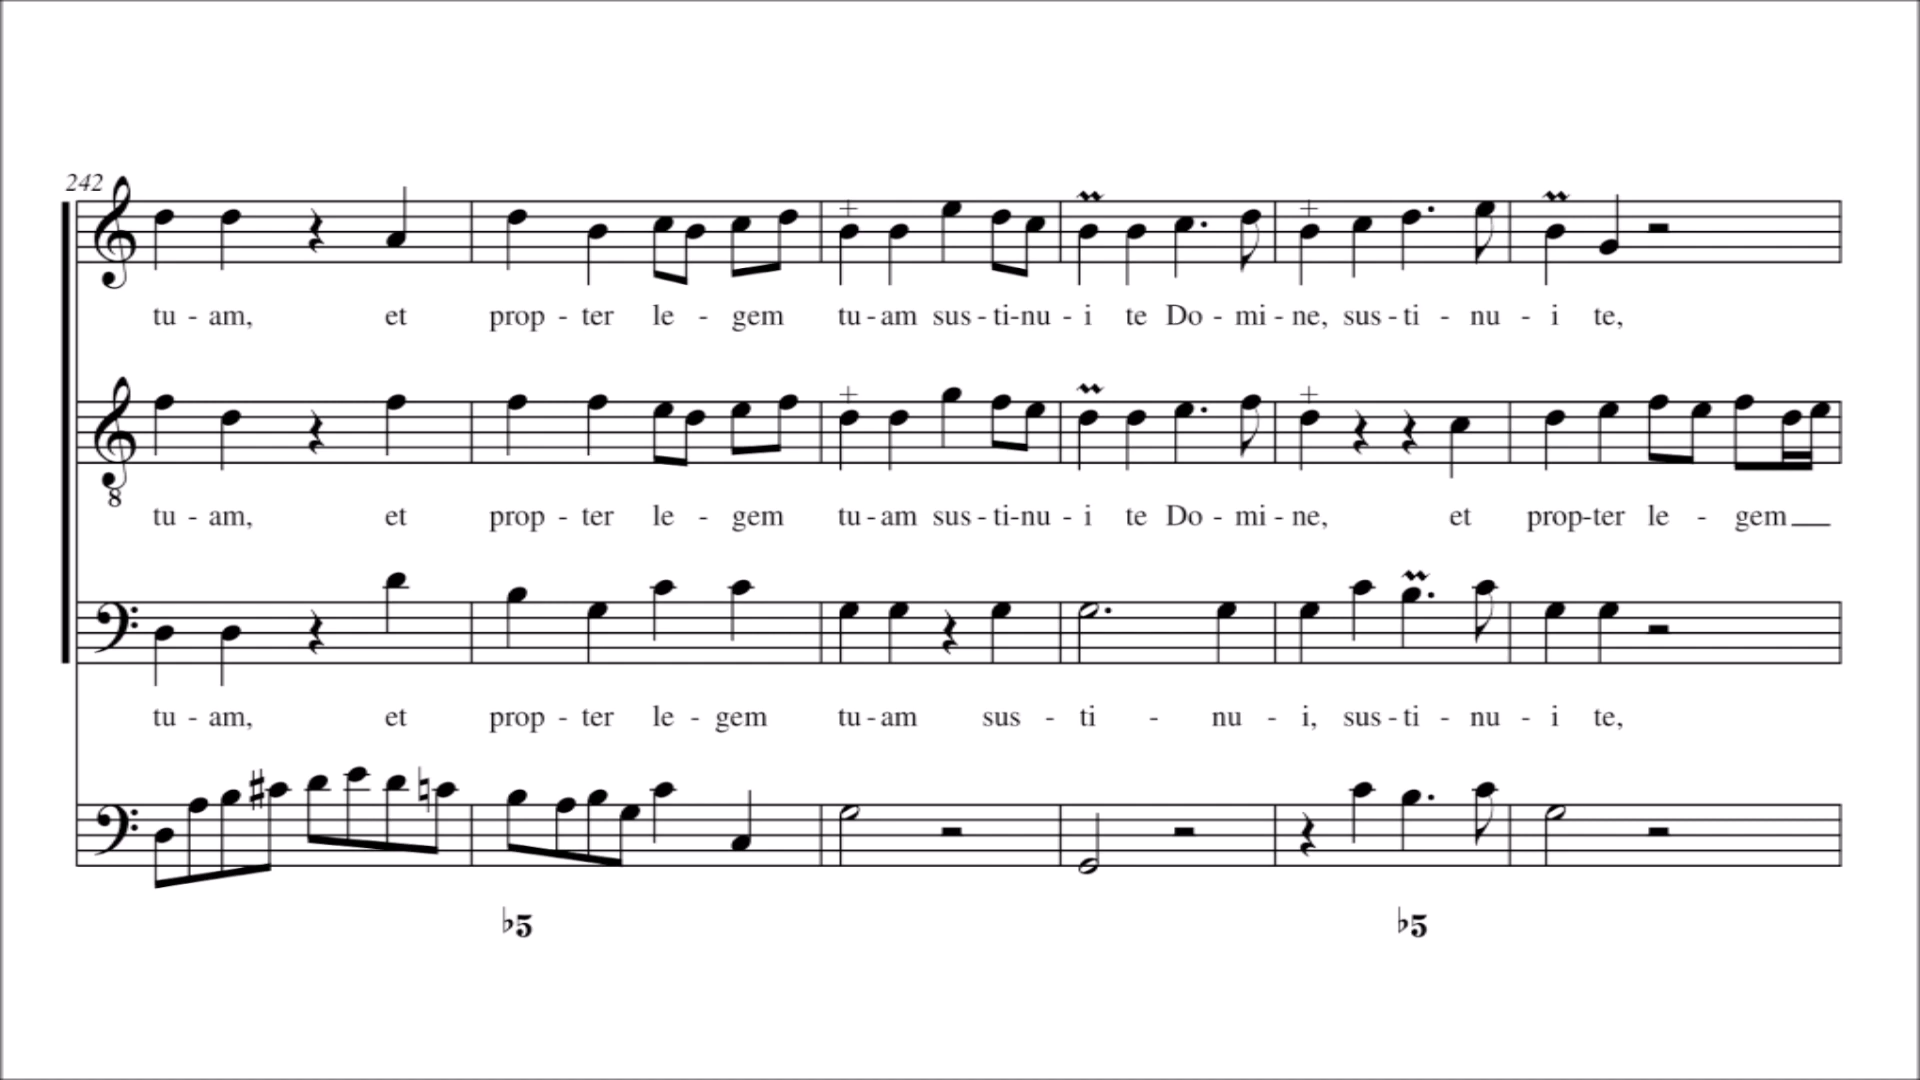 242
tu - am, et prop - ter le - gem tu - am sus - ti - nu - i te Do - mi - ne, sus - ti - nu - i te,
8
tu - am, et prop - ter le - gem tu - am sus - ti - nu - i te Do - mi - ne, et prop - ter le - gem
tu - am, et prop - ter le - gem tu - am sus - ti - nu - i, sus - ti - nu - i te,
♭5 ♭5